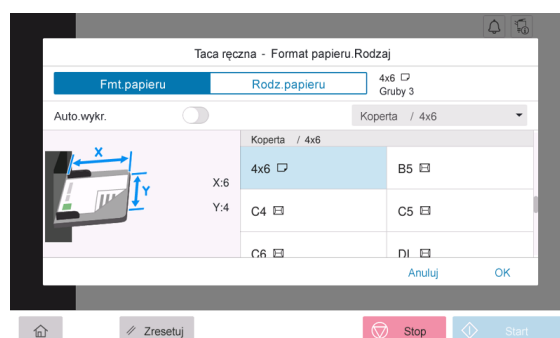 Taca ręczna - Format papieru.Rodzaj
Fmt.papieru
Rodz.papieru
4x6
Gruby 3
Auto.wykr.
Koperta / 4x6
Koperta / 4x6
X
Y
X:6
Y:4
4x6
B5
C4
C5
C6
DL
Anuluj
OK
Zresetuj
Stop
Start